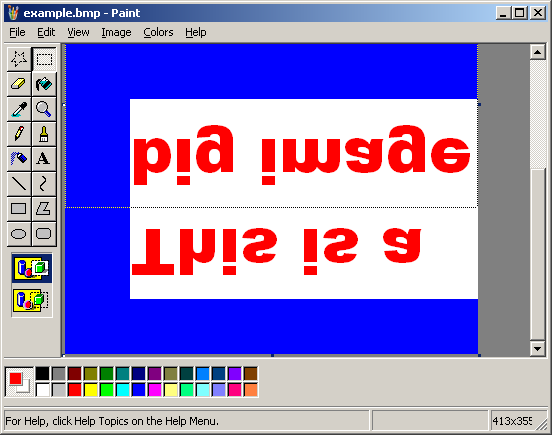 example.bmp - Paint
File Edit View Image Colors Help
A
This is a
big image
For Help, click Help Topics on the Help Menu.
413x355